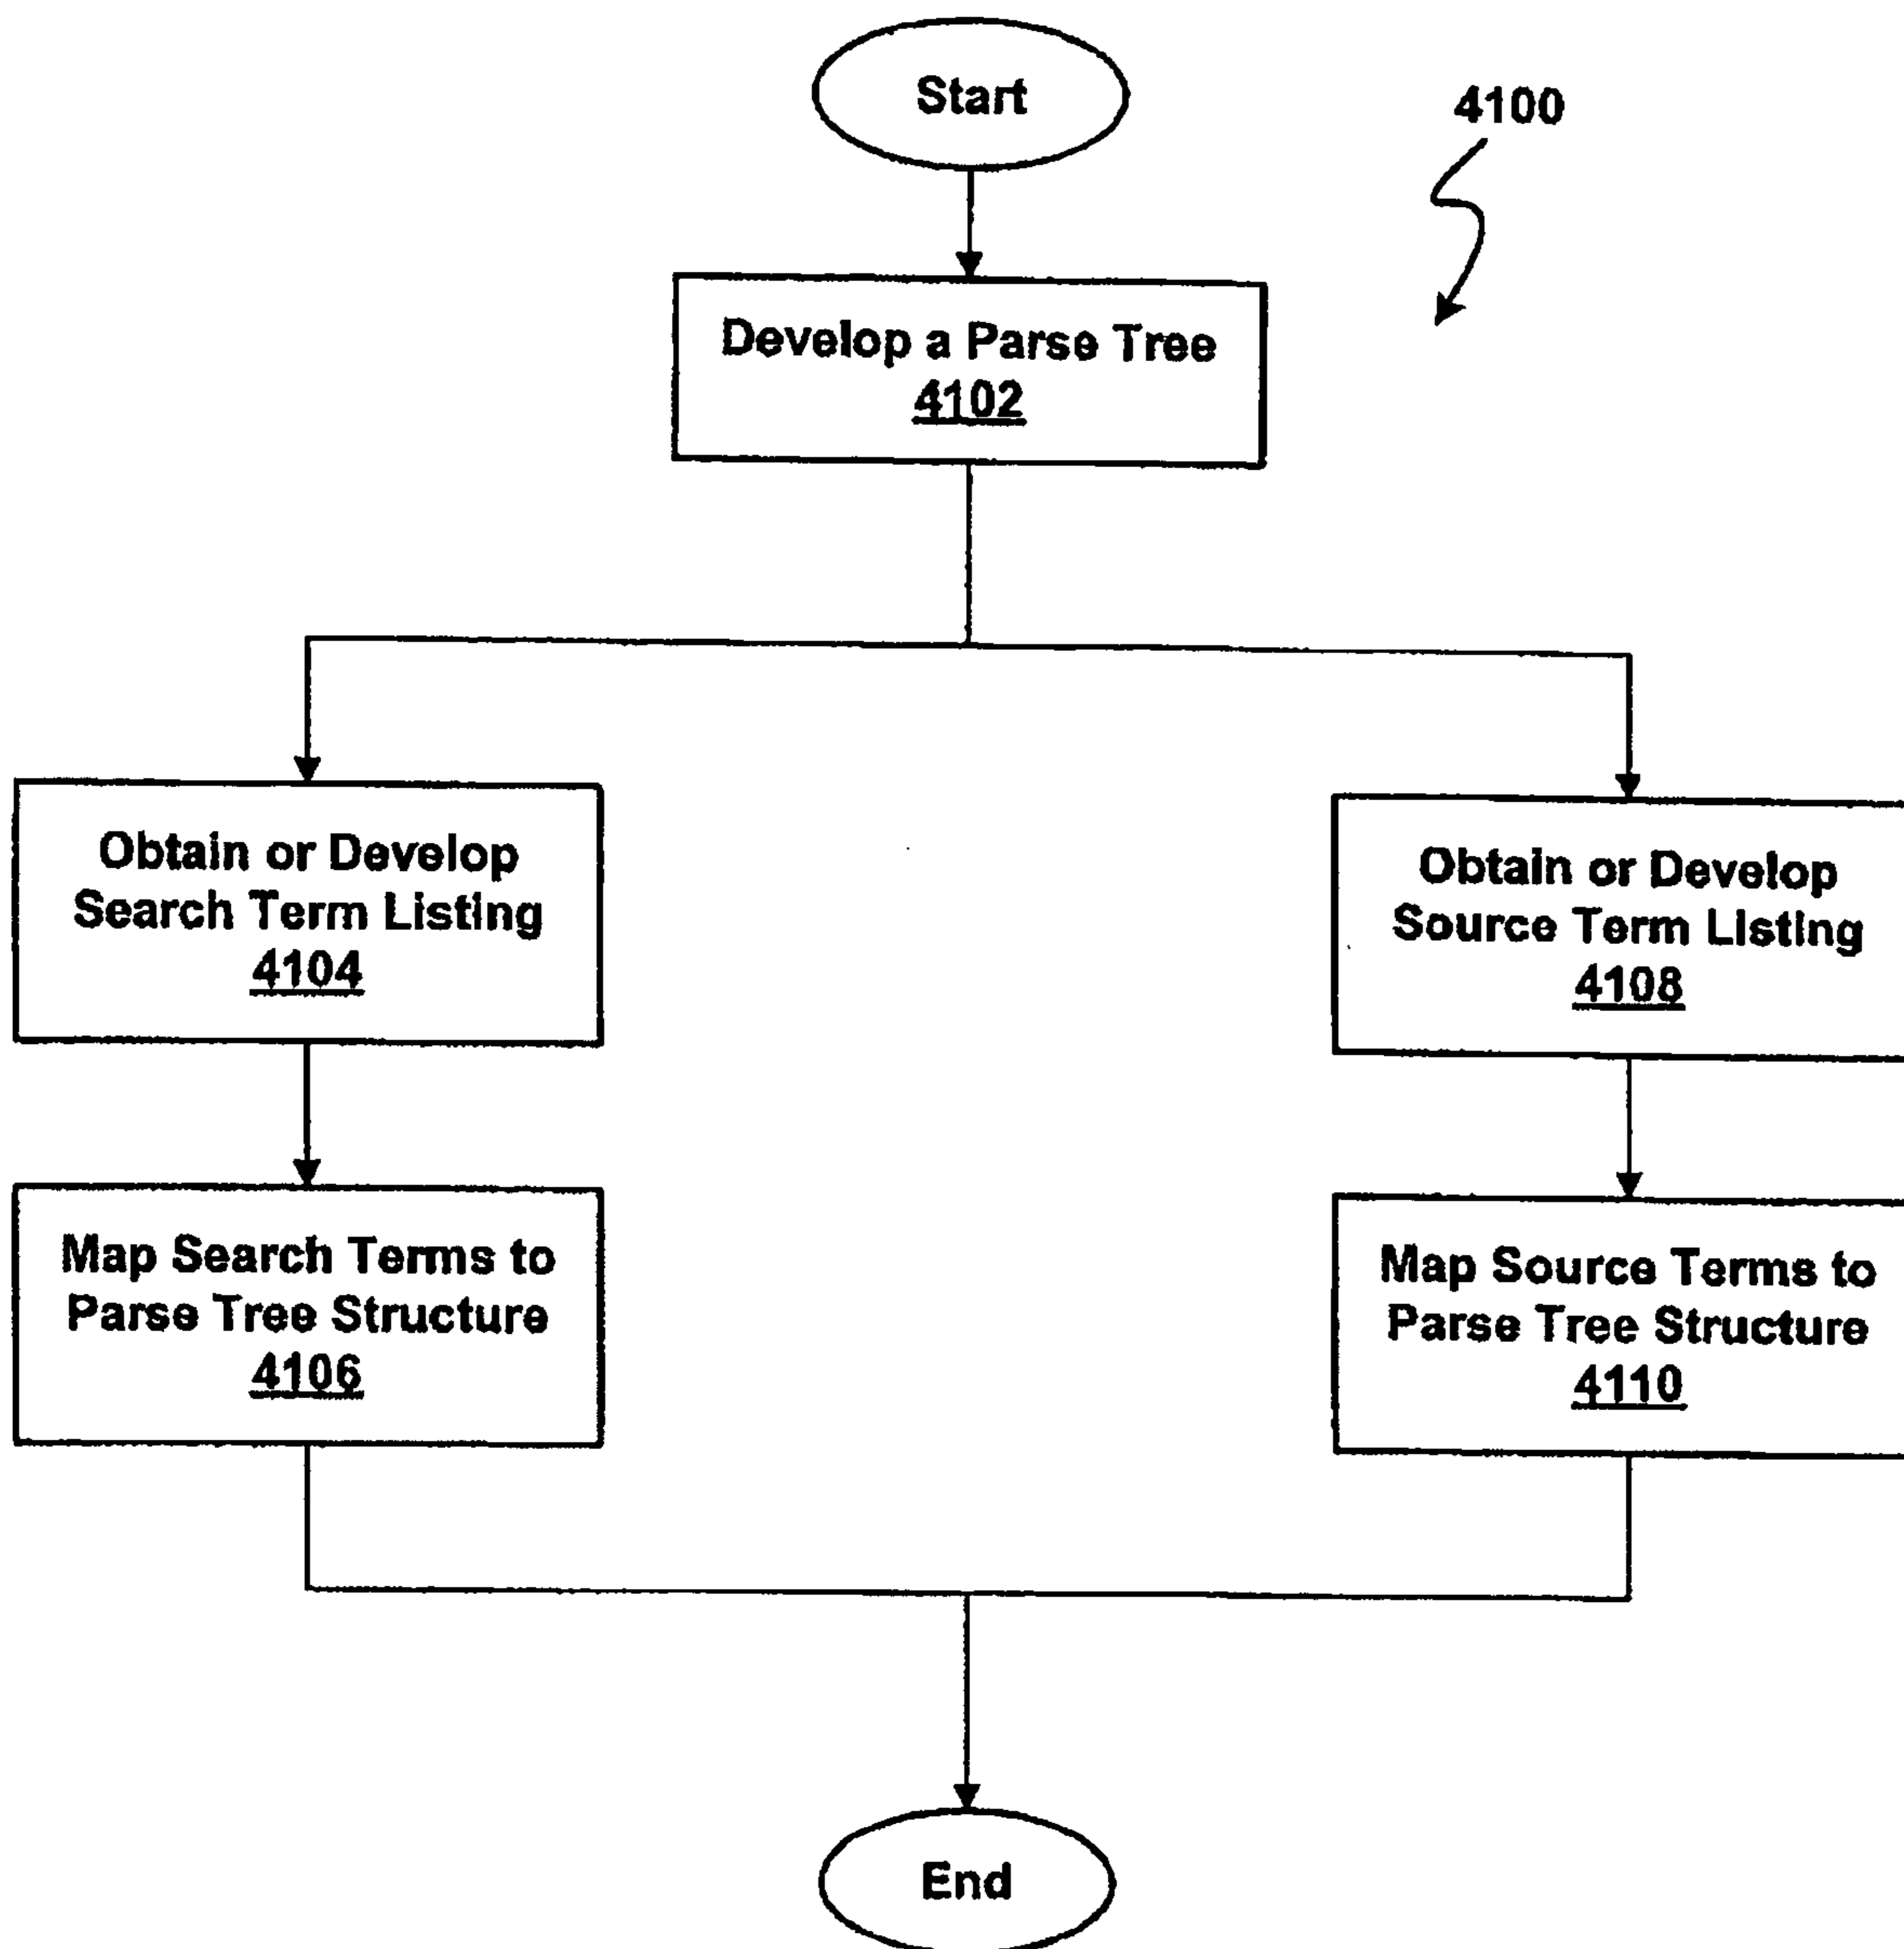 Start
4100
Develop a Parse Tree
4102
Obtain or Develop
Search Term Listing
4104
Obtain or Develop
Source Term Listing
4108
Map Search Terms to
Parse Tree Structure
4106
Map Source Terms to
Parse Tree Structure
4110
End